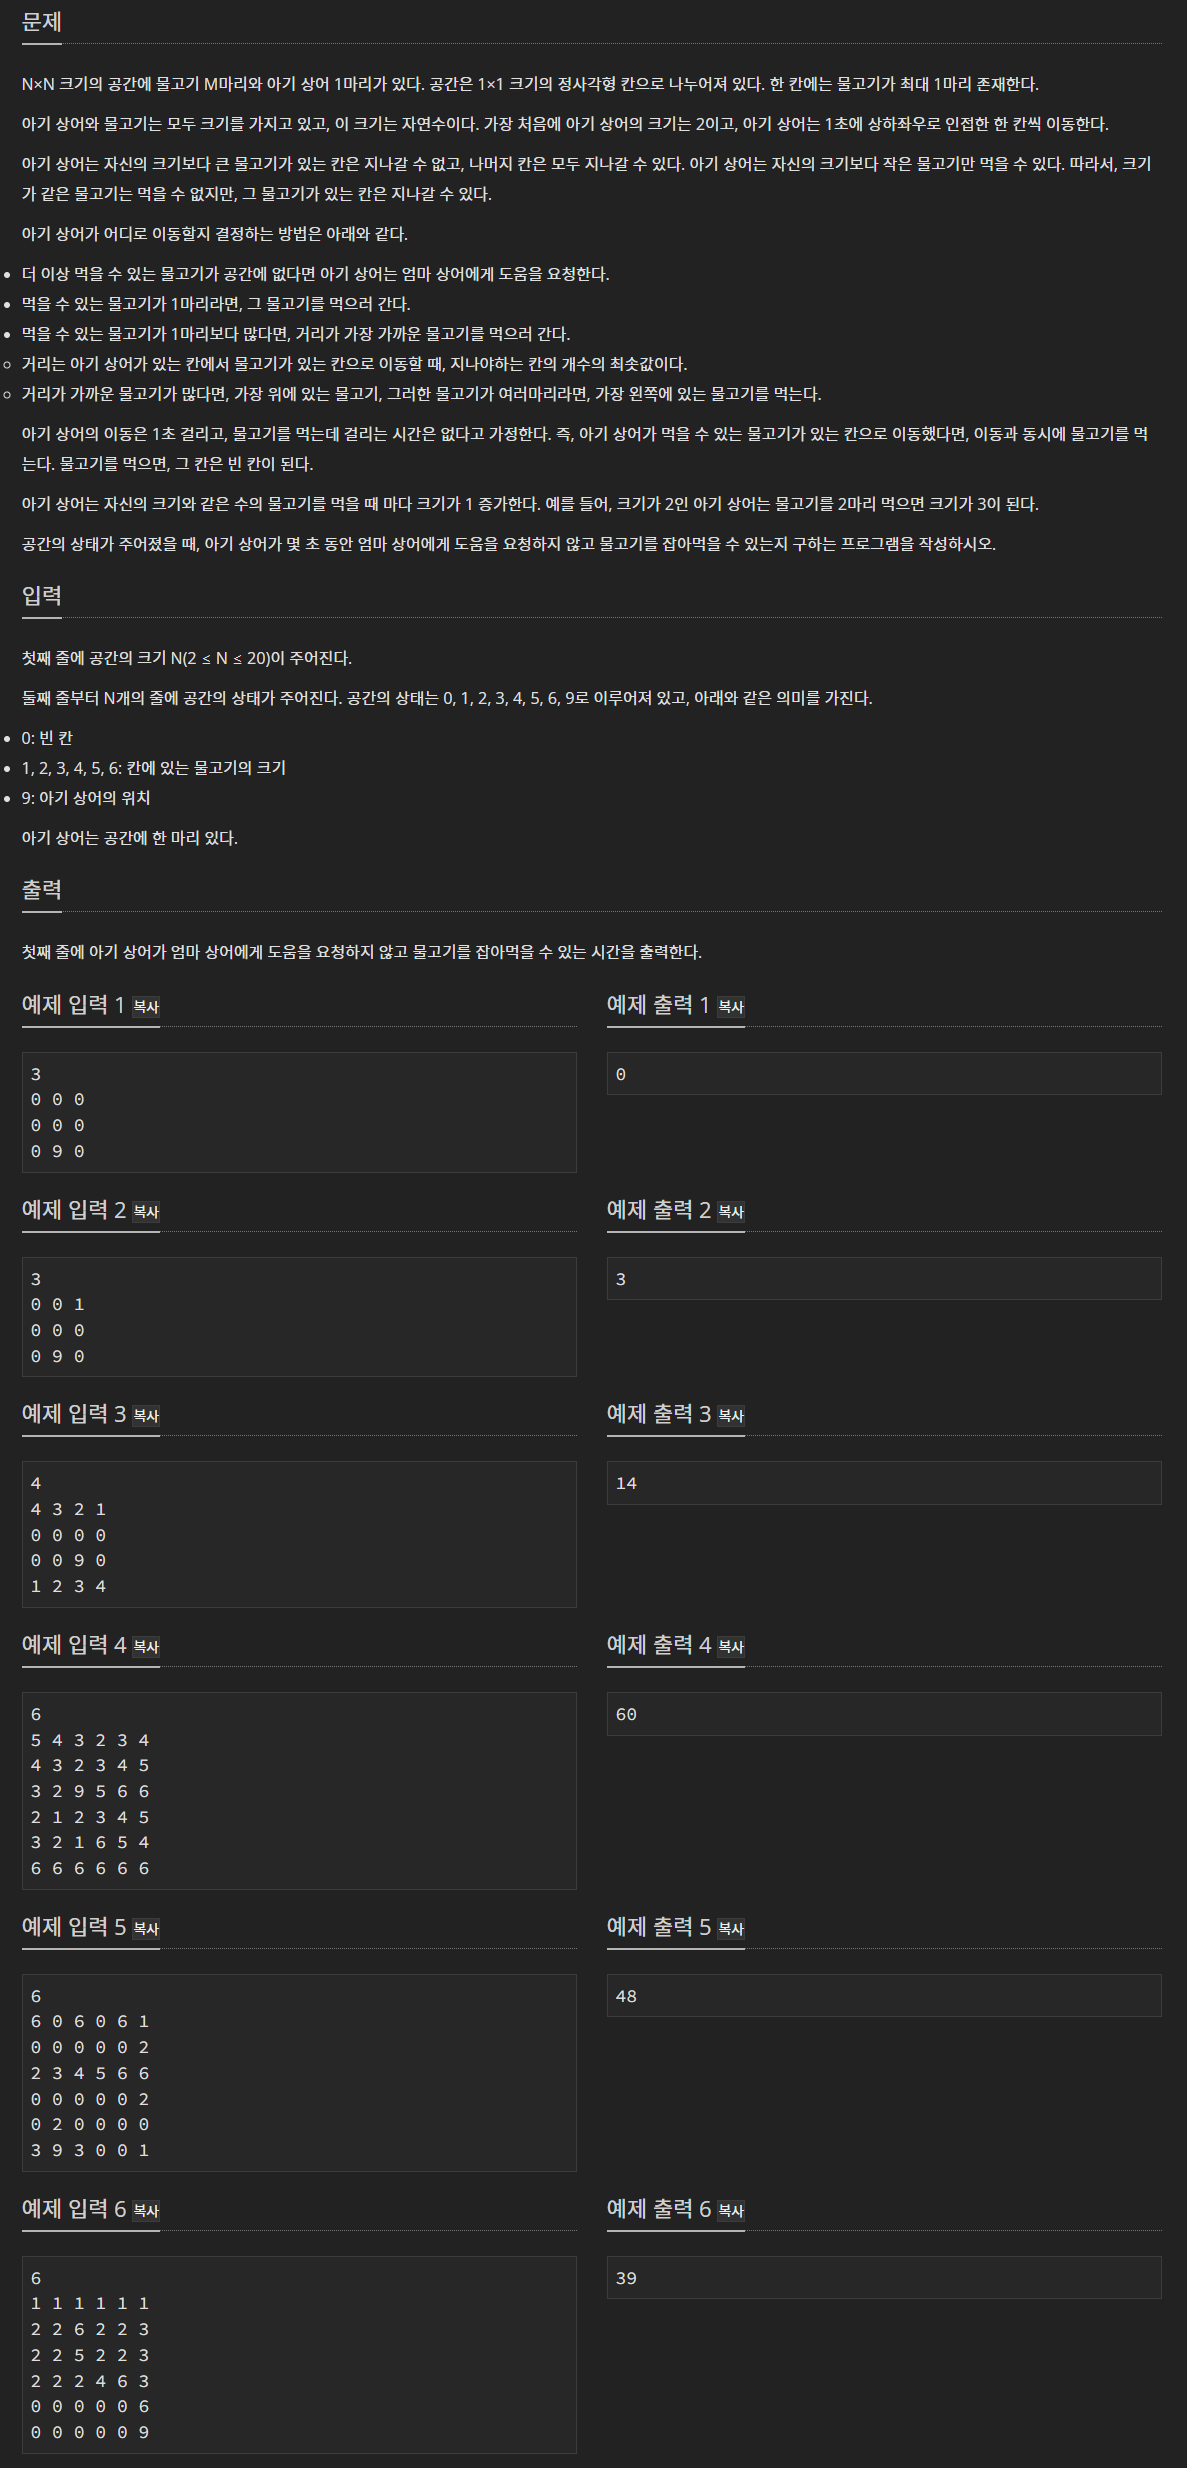 문제
N×N 크기의 공간에 물고기 M마리와 아기 상어 1마리가 있다. 공간은 1×1 크기의 정사각형 칸으로 나누어져 있다. 한 칸에는 물고기가 최대 1마리 존재한다.
아기 상어와 물고기는 모두 크기를 가지고 있고, 이 크기는 자연수이다. 가장 처음에 아기 상어의 크기는 2이고, 아기 상어는 1초에 상하좌우로 인접한 한 칸씩 이동한다.
아기 상어는 자신의 크기보다 큰 물고기가 있는 칸은 지나갈 수 없고, 나머지 칸은 모두 지나갈 수 있다. 아기 상어는 자신의 크기보다 작은 물고기만 먹을 수 있다. 따라서, 크기
가 같은 물고기는 먹을 수 없지만, 그 물고기가 있는 칸은 지나갈 수 있다.
아기 상어가 어디로 이동할지 결정하는 방법은 아래와 같다.
• 더 이상 먹을 수 있는 물고기가 공간에 없다면 아기 상어는 엄마 상어에게 도움을 요청한다.
• 먹을 수 있는 물고기가 1마리라면, 그 물고기를 먹으러 간다.
• 먹을 수 있는 물고기가 1마리보다 많다면, 거리가 가장 가까운 물고기를 먹으러 간다.
◦ 거리는 아기 상어가 있는 칸에서 물고기가 있는 칸으로 이동할 때, 지나야하는 칸의 개수의 최솟값이다.
◦ 거리가 가까운 물고기가 많다면, 가장 위에 있는 물고기, 그러한 물고기가 여러마리라면, 가장 왼쪽에 있는 물고기를 먹는다.
아기 상어의 이동은 1초 걸리고, 물고기를 먹는데 걸리는 시간은 없다고 가정한다. 즉, 아기 상어가 먹을 수 있는 물고기가 있는 칸으로 이동했다면, 이동과 동시에 물고기를 먹
는다. 물고기를 먹으면, 그 칸은 빈 칸이 된다.
아기 상어는 자신의 크기와 같은 수의 물고기를 먹을 때 마다 크기가 1 증가한다. 예를 들어, 크기가 2인 아기 상어는 물고기를 2마리 먹으면 크기가 3이 된다.
공간의 상태가 주어졌을 때, 아기 상어가 몇 초 동안 엄마 상어에게 도움을 요청하지 않고 물고기를 잡아먹을 수 있는지 구하는 프로그램을 작성하시오.
입력
첫째 줄에 공간의 크기 N(2 ≤ N ≤ 20)이 주어진다.
둘째 줄부터 N개의 줄에 공간의 상태가 주어진다. 공간의 상태는 0, 1, 2, 3, 4, 5, 6, 9로 이루어져 있고, 아래와 같은 의미를 가진다.
• 0: 빈 칸
• 1, 2, 3, 4, 5, 6: 칸에 있는 물고기의 크기
• 9: 아기 상어의 위치
아기 상어는 공간에 한 마리 있다.
출력
첫째 줄에 아기 상어가 엄마 상어에게 도움을 요청하지 않고 물고기를 잡아먹을 수 있는 시간을 출력한다.
예제 입력 1 복사
3
0 0 0
0 0 0
0 9 0
예제 출력 1 복사
0
예제 입력 2 복사
3
0 0 1
0 0 0
0 9 0
예제 출력 2 복사
3
예제 입력 3 복사
4
4 3 2 1
0 0 0 0
0 0 9 0
1 2 3 4
예제 출력 3 복사
14
예제 입력 4 복사
6
5 4 3 2 3 4
4 3 2 3 4 5
3 2 9 5 6 6
2 1 2 3 4 5
3 2 1 6 5 4
6 6 6 6 6 6
예제 출력 4 복사
60
예제 입력 5 복사
6
6 0 6 0 6 1
0 0 0 0 0 2
2 3 4 5 6 6
0 0 0 0 0 2
0 2 0 0 0 0
3 9 3 0 0 1
예제 출력 5 복사
48
예제 입력 6 복사
6
1 1 1 1 1 1
2 2 6 2 2 3
2 2 5 2 2 3
2 2 2 4 6 3
0 0 0 0 0 6
0 0 0 0 0 9
예제 출력 6 복사
39